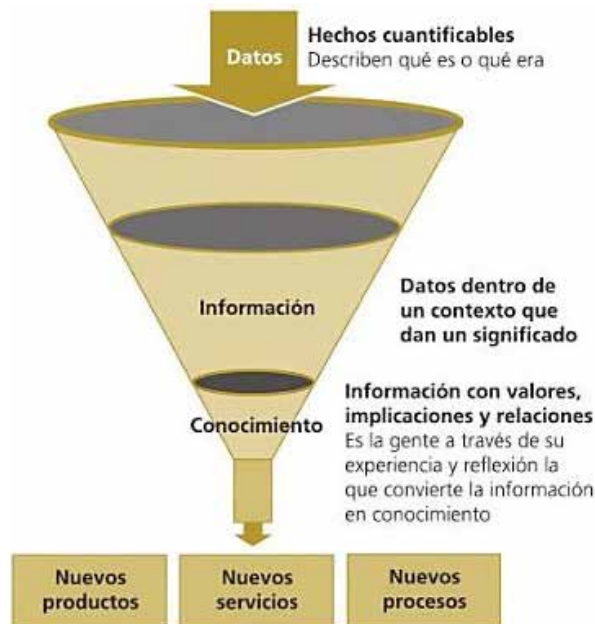 Datos
Hechos cuantificables
Describen qué es o qué era
Información
Datos dentro de
un contexto que
dan un significado
Conocimiento
Información con valores,
implicaciones y relaciones
Es la gente a través de su
experiencia y reflexión la
que convierte la información
en conocimiento
Nuevos
productos
Nuevos
servicios
Nuevos
procesos